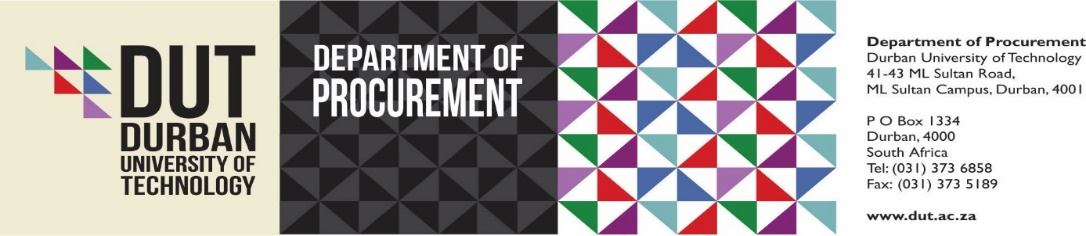 DUT
DURBAN
UNIVERSITY OF
TECHNOLOGY
DEPARTMENT OF
PROCUREMENT
Department of Procurement
Durban University of Technology
41-43 ML Sultan Road,
ML Sultan Campus, Durban, 4001
P O Box 1334
Durban, 4000
South Africa
Tel: (031) 373 6858
Fax: (031) 373 5189
www.dut.ac.za